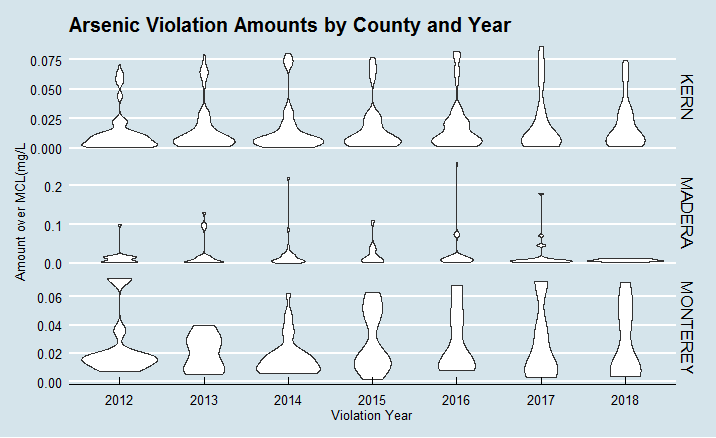 Arsenic Violation Amounts by County and Year
Amount over MCL(mg/L
0.075
0.050
0.025
0.000
KERN
0.2
0.1
0.0
MADERA
0.06
0.04
0.02
0.00
MONTEREY
2012 2013 2014 2015 2016 2017 2018
Violation Year